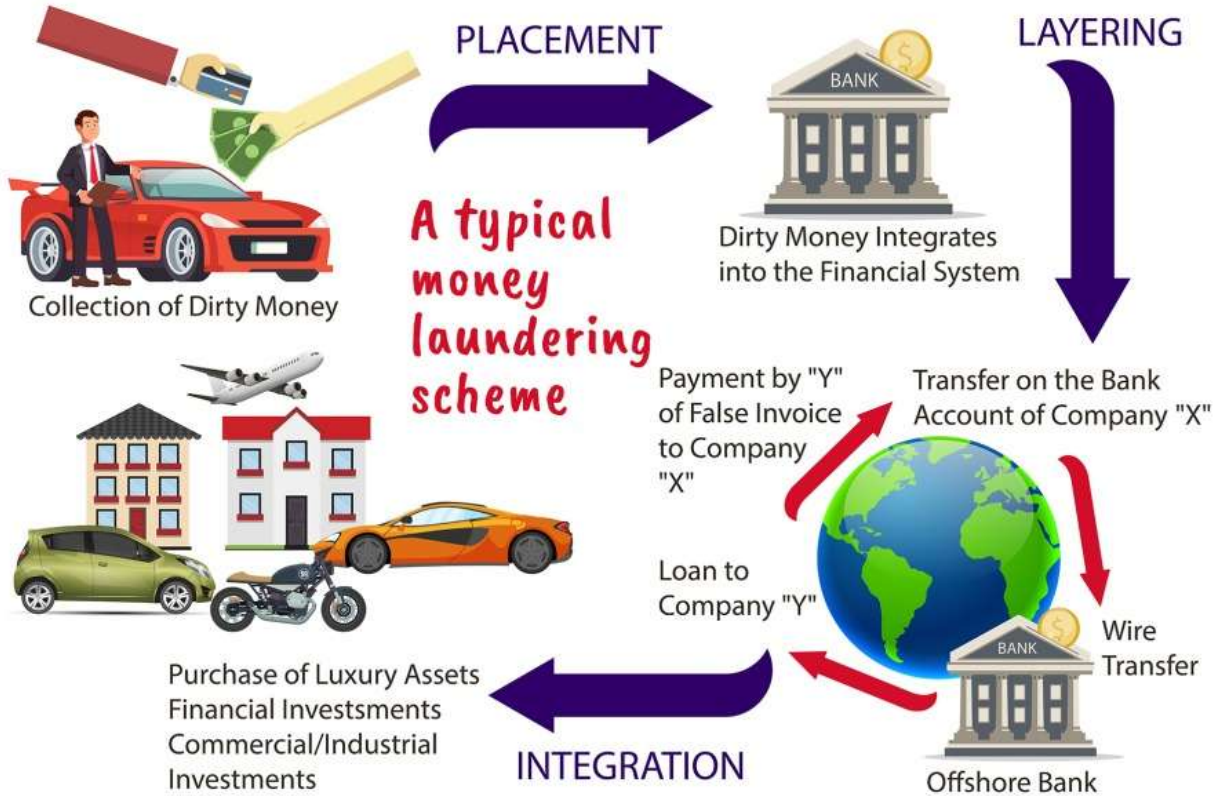 PLACEMENT
LAYERING
BANK
Collection of Dirty Money
A typical
money
laundering
scheme
Dirty Money Integrates
into the Financial System
Payment by "Y"
of False Invoice
to Company
"X"
Transfer on the Bank
Account of Company "X"
Loan to
Company "Y"
BANK
Wire
Transfer
Offshore Bank
Purchase of Luxury Assets
Financial Investsments
Commercial/Industrial
Investments
INTEGRATION